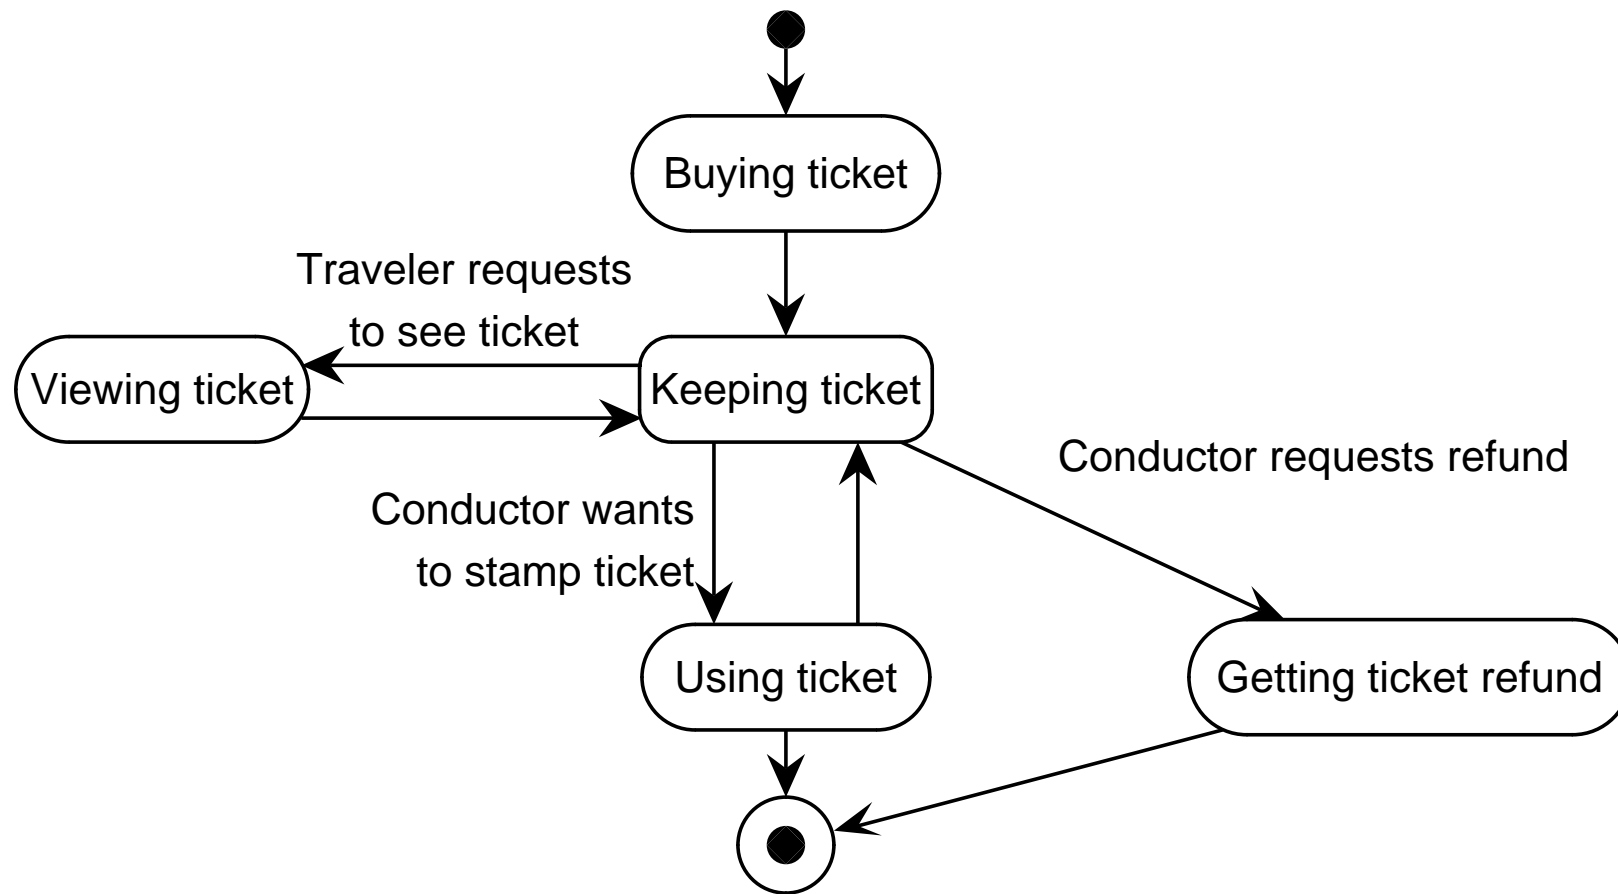 Buying ticket
Traveler requests
to see ticket
Viewing ticket
Keeping ticket
Conductor requests refund
Conductor wants
to stamp ticket
Using ticket
Getting ticket refund